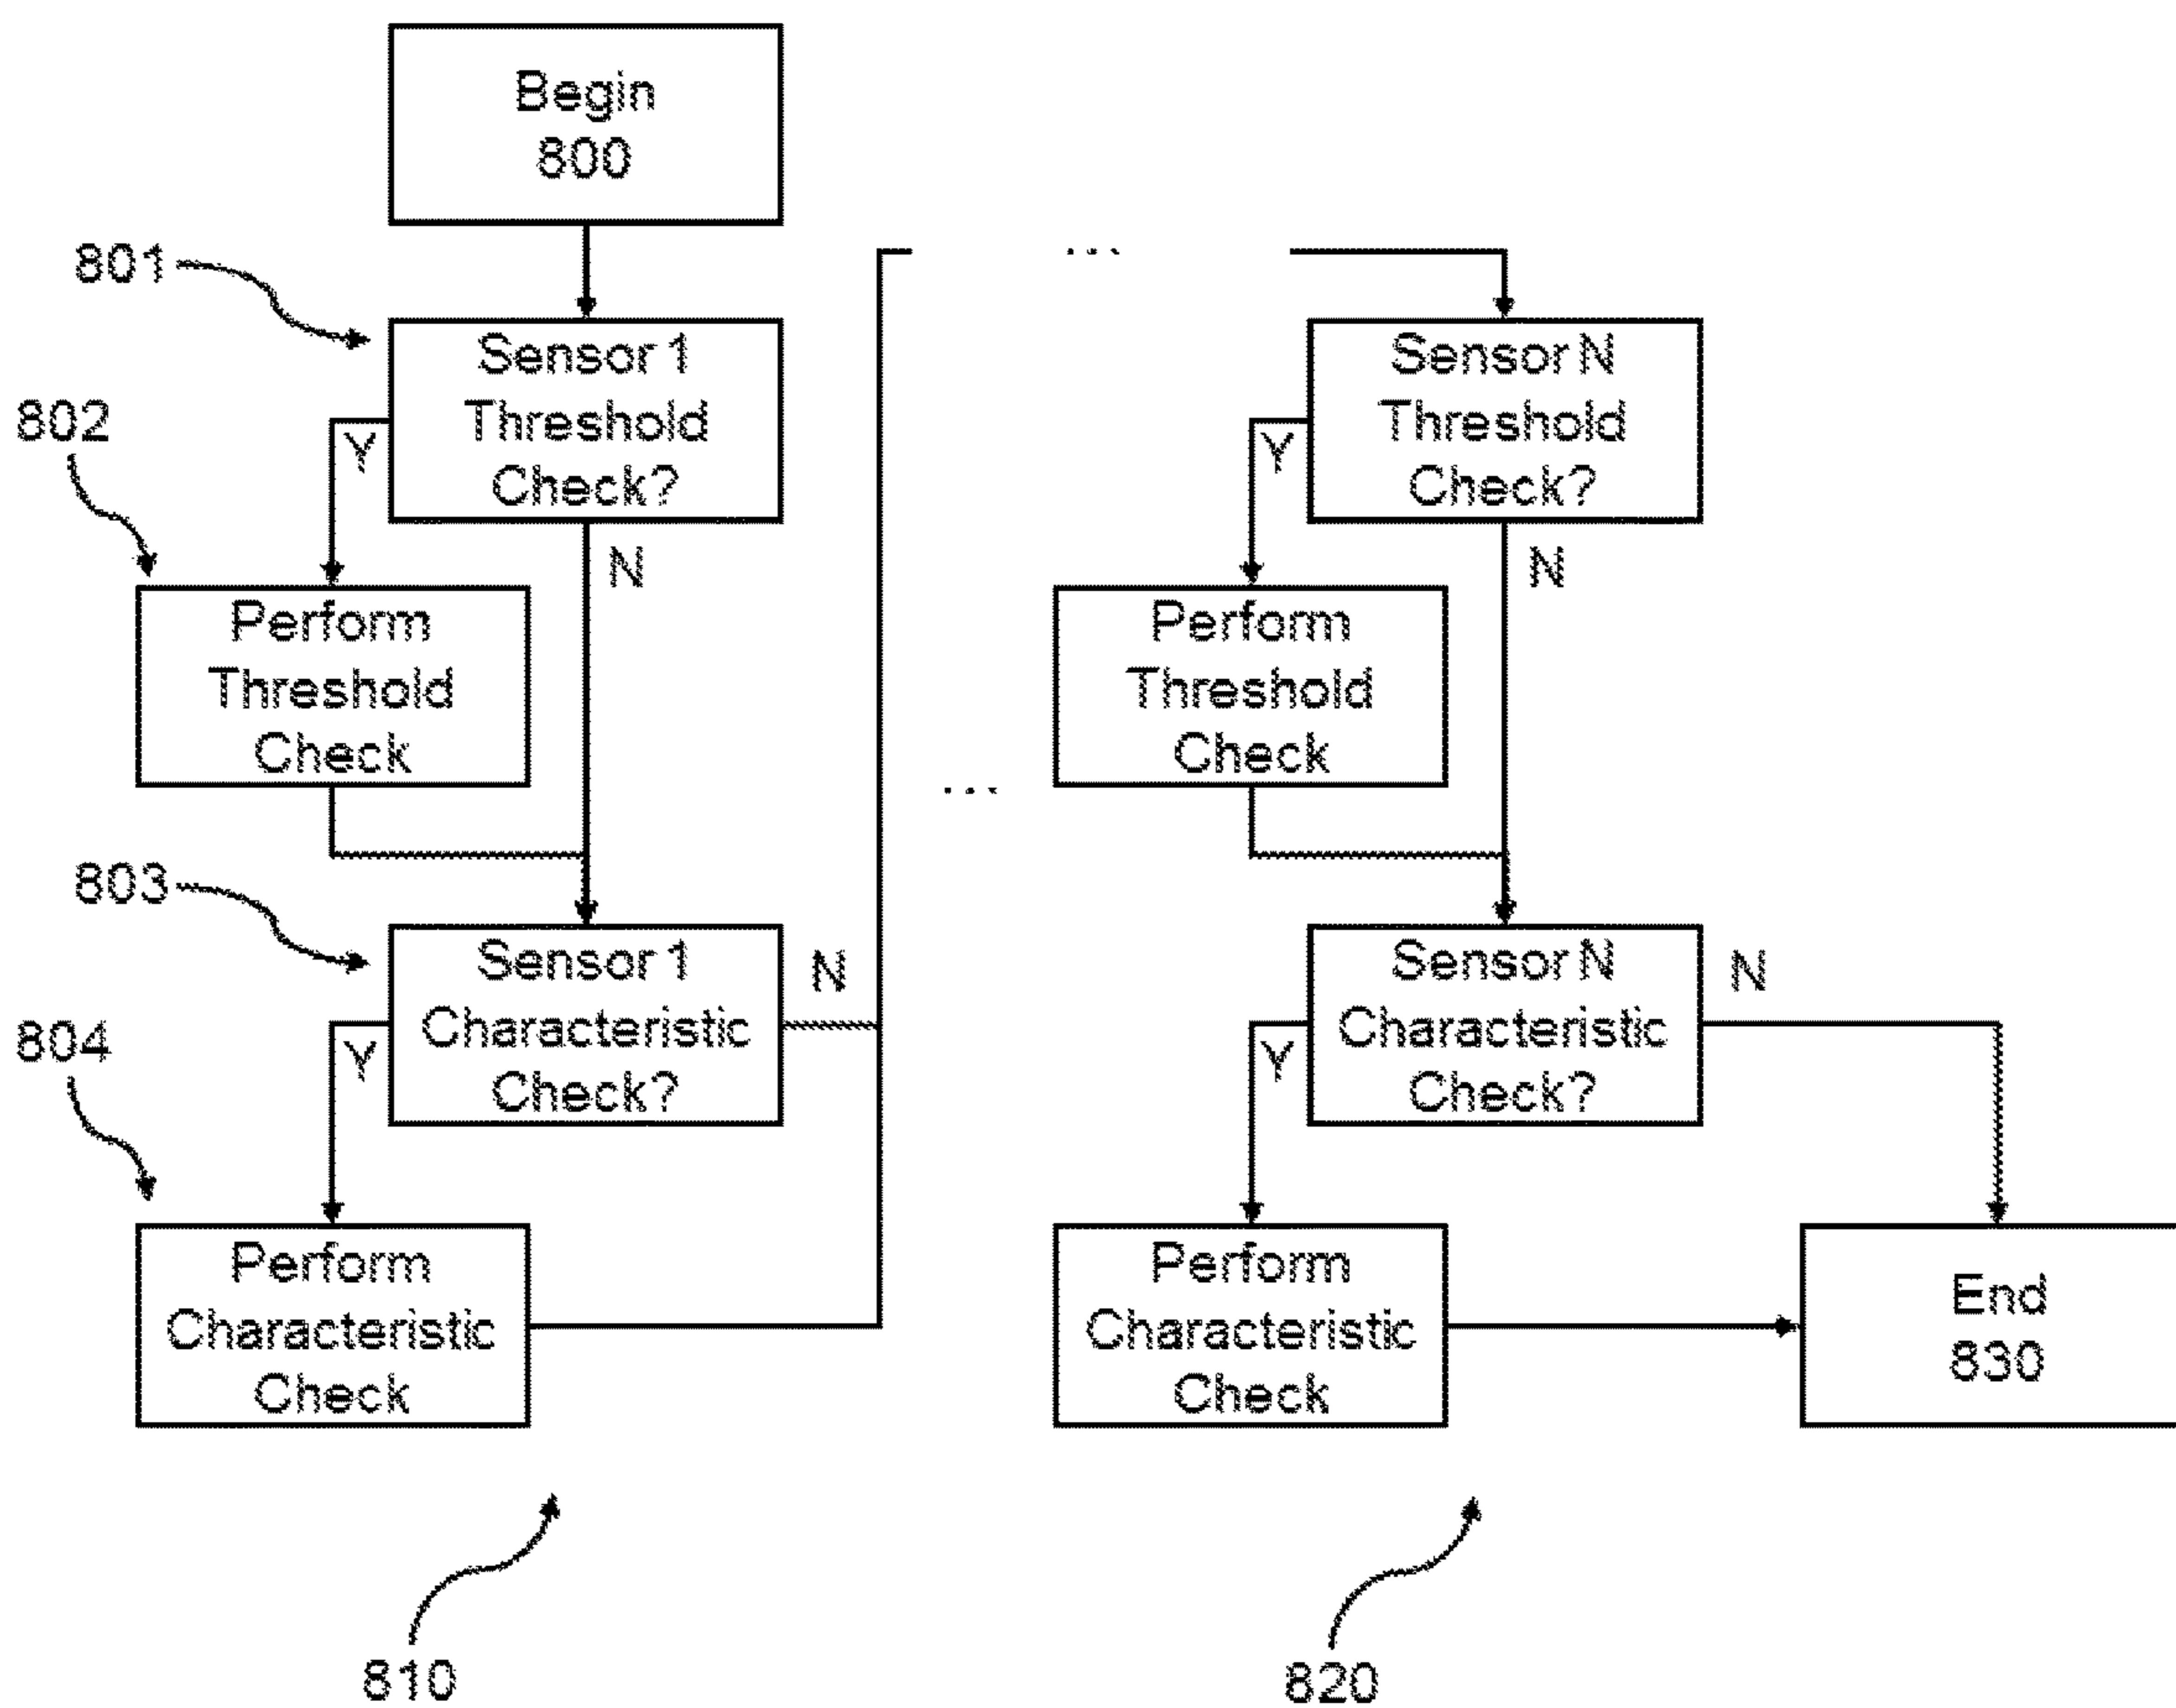 Begin
800
801
Sensor 1
Threshold
Check?
802
Y
N
Perform
Threshold
Check
803
Sensor 1
Characteristic
Check?
N
804
Y
Perform
Characteristic
Check
810
...
...
Sensor N
Threshold
Check?
Y
N
Perform
Threshold
Check
Sensor N
Characteristic
Check?
N
Y
Perform
Characteristic
Check
End
830
820